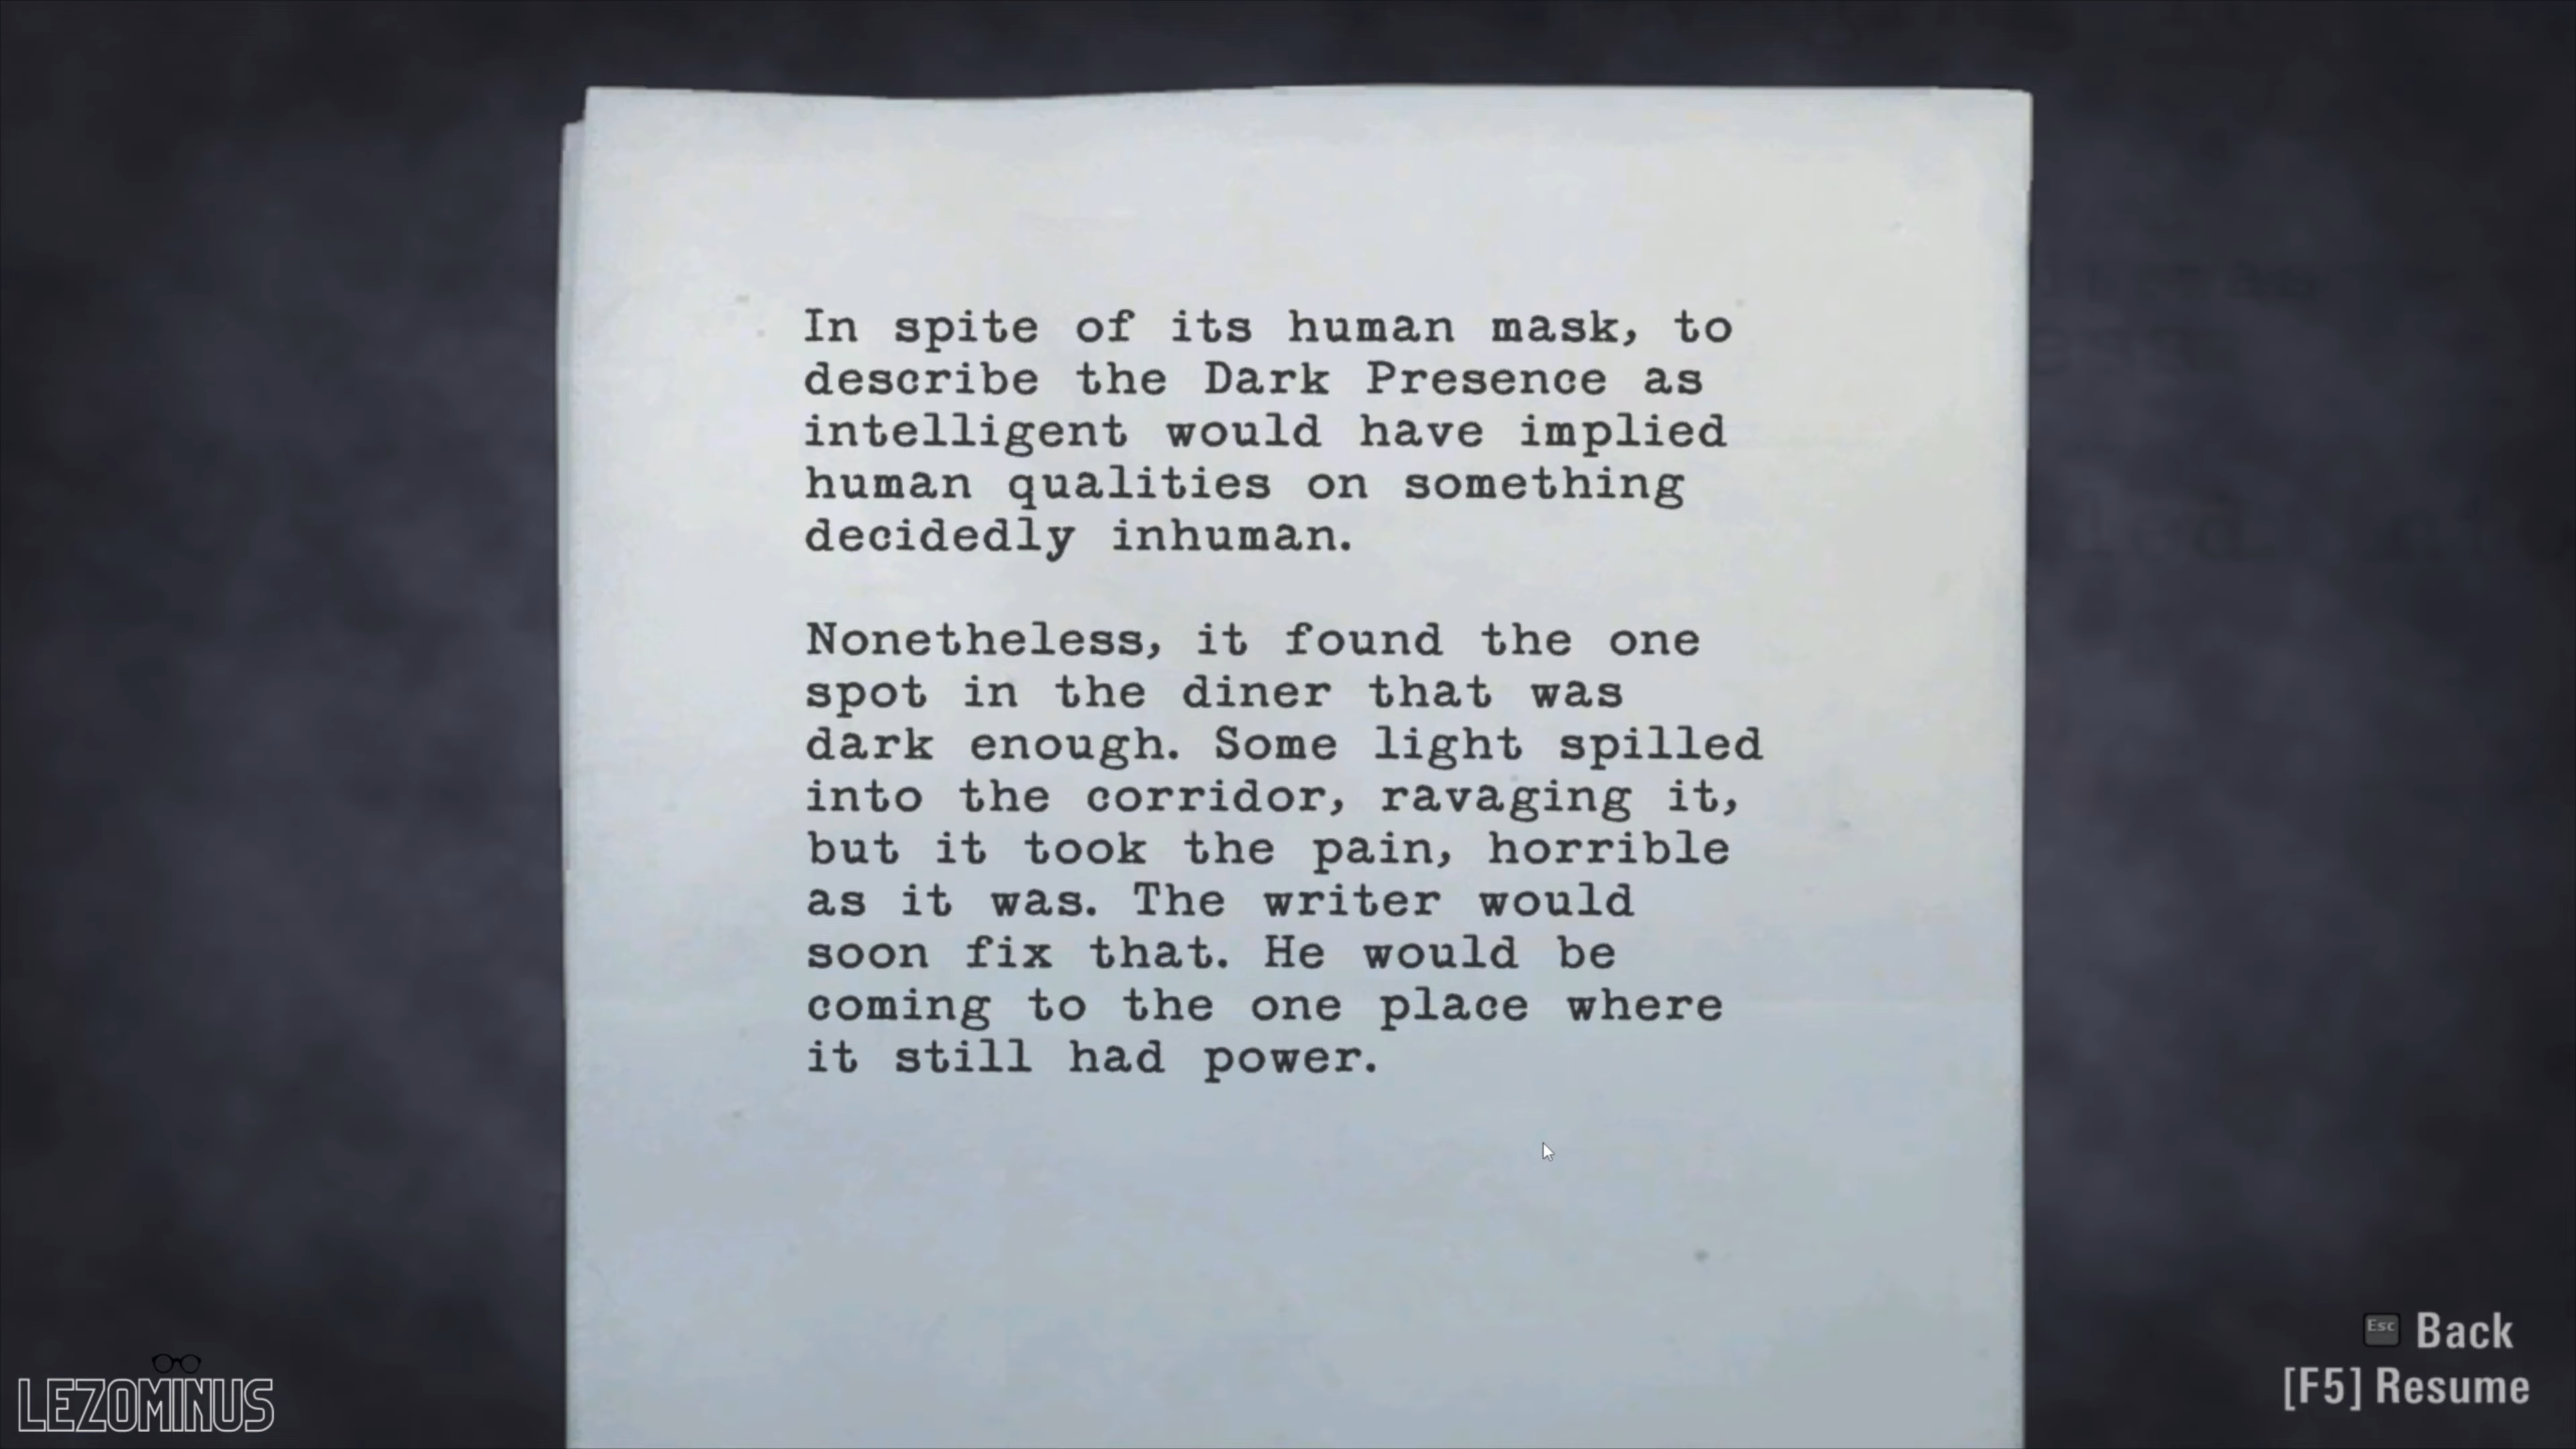 In spite of its human mask, to
describe the Dark Presence as
intelligent would have implied
human qualities on something
decidedly inhuman.
Nonetheless, it found the one
spot in the diner that was
dark enough. Some light spilled
into the corridor, ravaging it,
but it took the pain, horrible
as it was. The writer would
soon fix that. He would be
coming to the one place where
it still had power.
Esc Back
[F5] Resume
LEZOMINUS